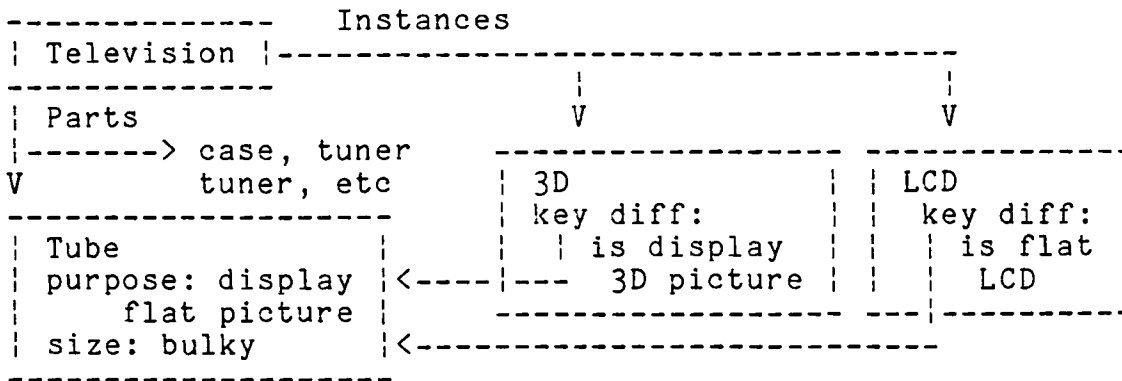 Instances
Television
Parts
case, tuner
tuner, etc
Tube
purpose: display
flat picture
size: bulky
3D
key diff:
is display
3D picture
LCD
key diff:
is flat
LCD